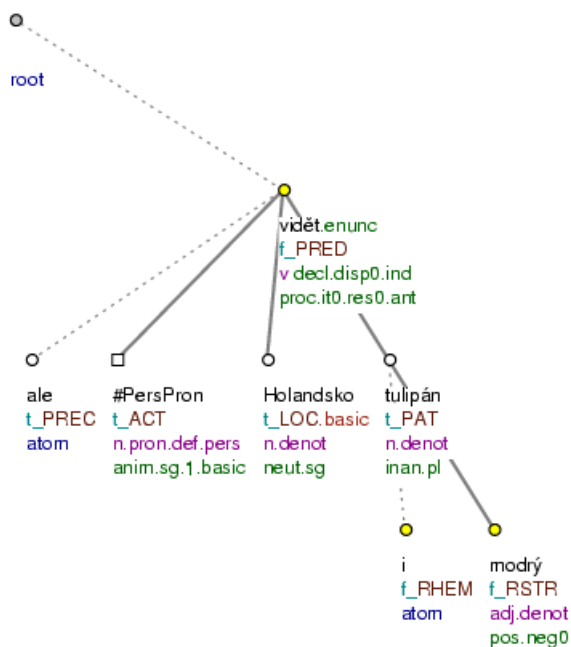 root
vidět.enunc
f_PRED
v decl.disp0.ind
proc.it0.res0.ant
ale
t_PREC
atom
#PersPron
t_ACT
n.pron.def.pers
anim.sg.1.basic
Holandsko
t_LOC.basic
n.denot
neut.sg
tulipán
t_PAT
n.denot
inan.pl
i
f_RHEM
atom
modrý
f_RSTR
adj.denot
pos.neg0